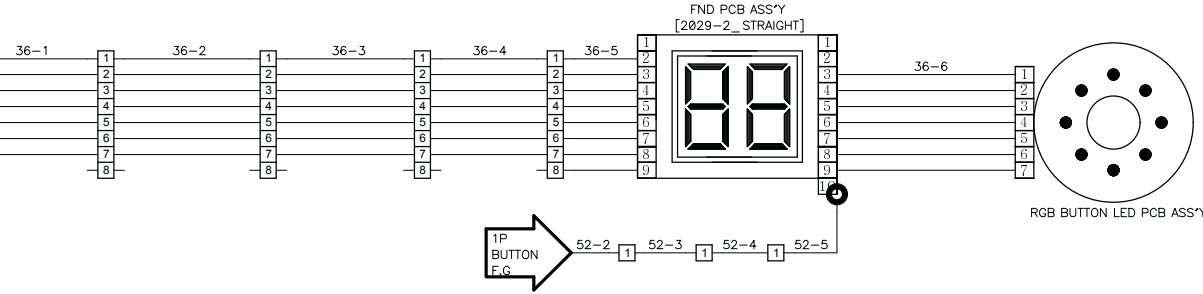 FND PCB ASS'Y
[2029-2_STRAIGHT]
36-1 36-2 36-3 36-4 36-5
36-6
1 1 1 1 1 1
2 2 2 2 2 2
3 3 3 3 3 3 1
4 4 4 4 4 4 2
5 5 5 5 5 5 3
6 6 6 6 6 6 4
7 7 7 7 7 7 5
8 8 8 8 8 8 6
9 9 7
10
88
RGB BUTTON LED PCB ASS'Y
1P
BUTTON
F.G
52-2 1 52-3 1 52-4 1 52-5